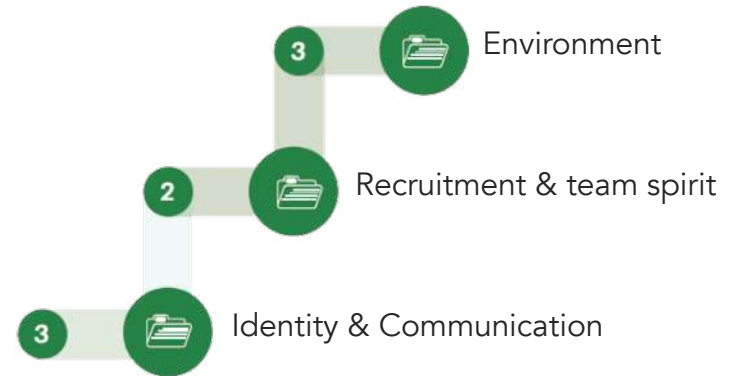 3 Environment
2 Recruitment & team spirit
3 Identity & Communication